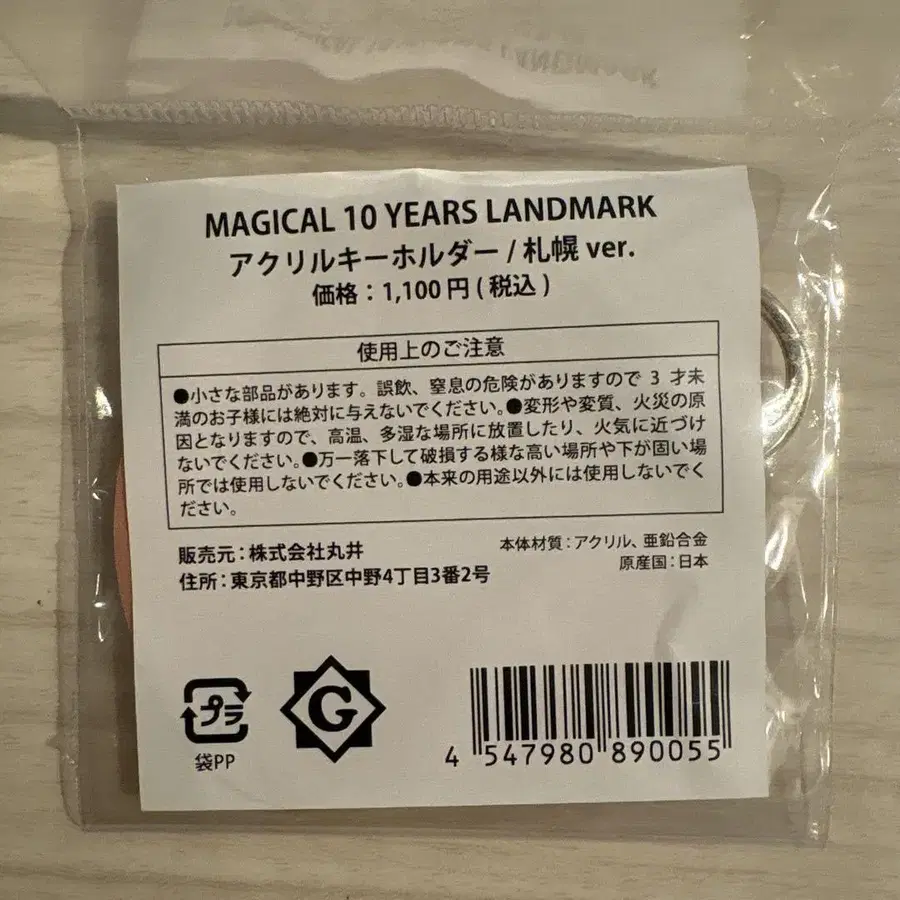 MAGICAL 10 YEARS LANDMARK
アクリルキーホルダー / 札幌 ver.
価格：1,100 円 ( 税込 )
使用上のご注意
●小さな部品があります。誤飲、窒息の危険がありますので 3 才未
満のお子様には絶対に与えないでください。●変形や変質、火災の原
因となりますので、高温、多湿な場所に放置したり、火気に近づけ
ないでください。●万一落下して破損する様な高い場所や下が固い場
所では使用しないでください。●本来の用途以外には使用しないでく
ださい。
販売元：株式会社丸井
住所：東京都中野区中野4丁目3番2号
本体材質：アクリル、亜鉛合金
原産国：日本
プラ
袋PP
G
4 547980 890055